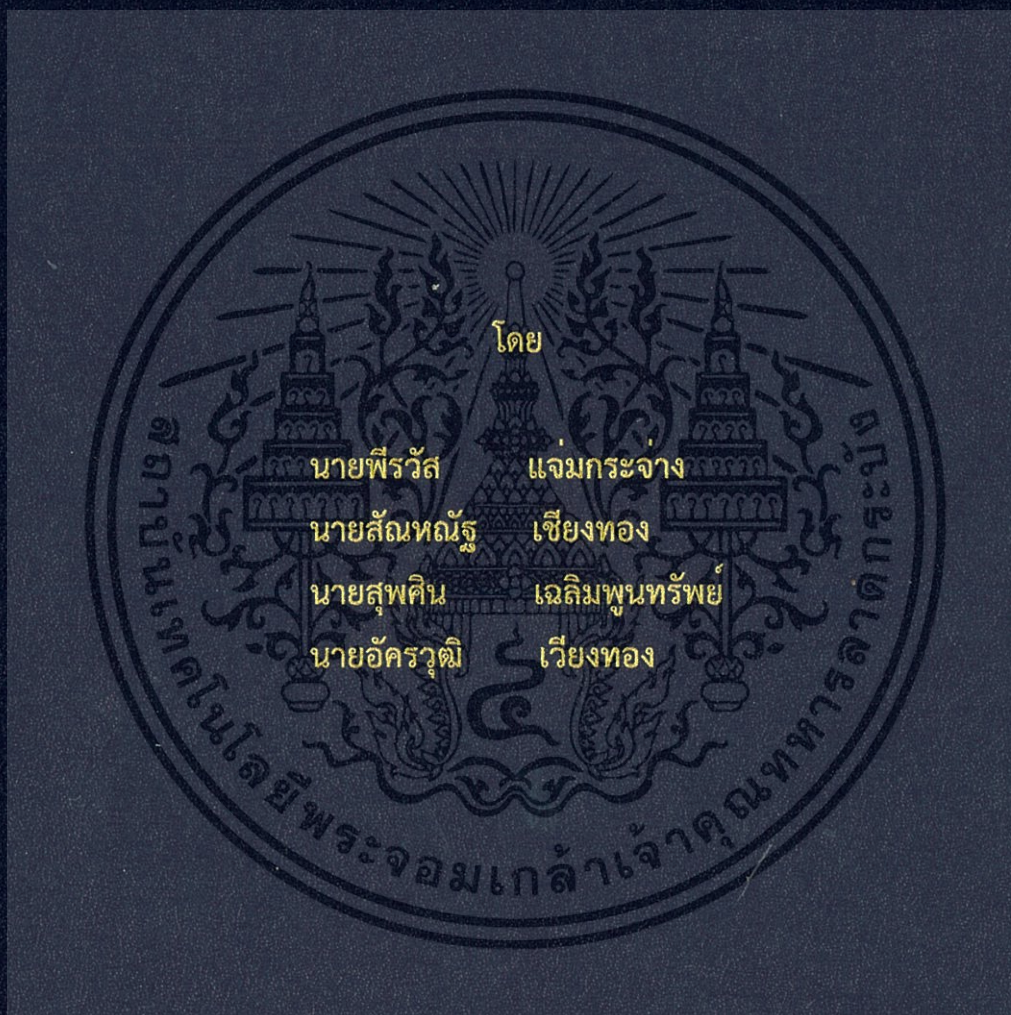 โดย
นายพีรวัส แจ่มกระจ่าง
นายสัณหณัฐ เชียงทอง
นายสุพศิน เฉลิมพูนทรัพย์
นายอัครวุฒิ เวียงทอง
๔
สถาบันเทคโนโลยีพระจอมเกล้าเจ้าคุณทหารลาดกระบัง